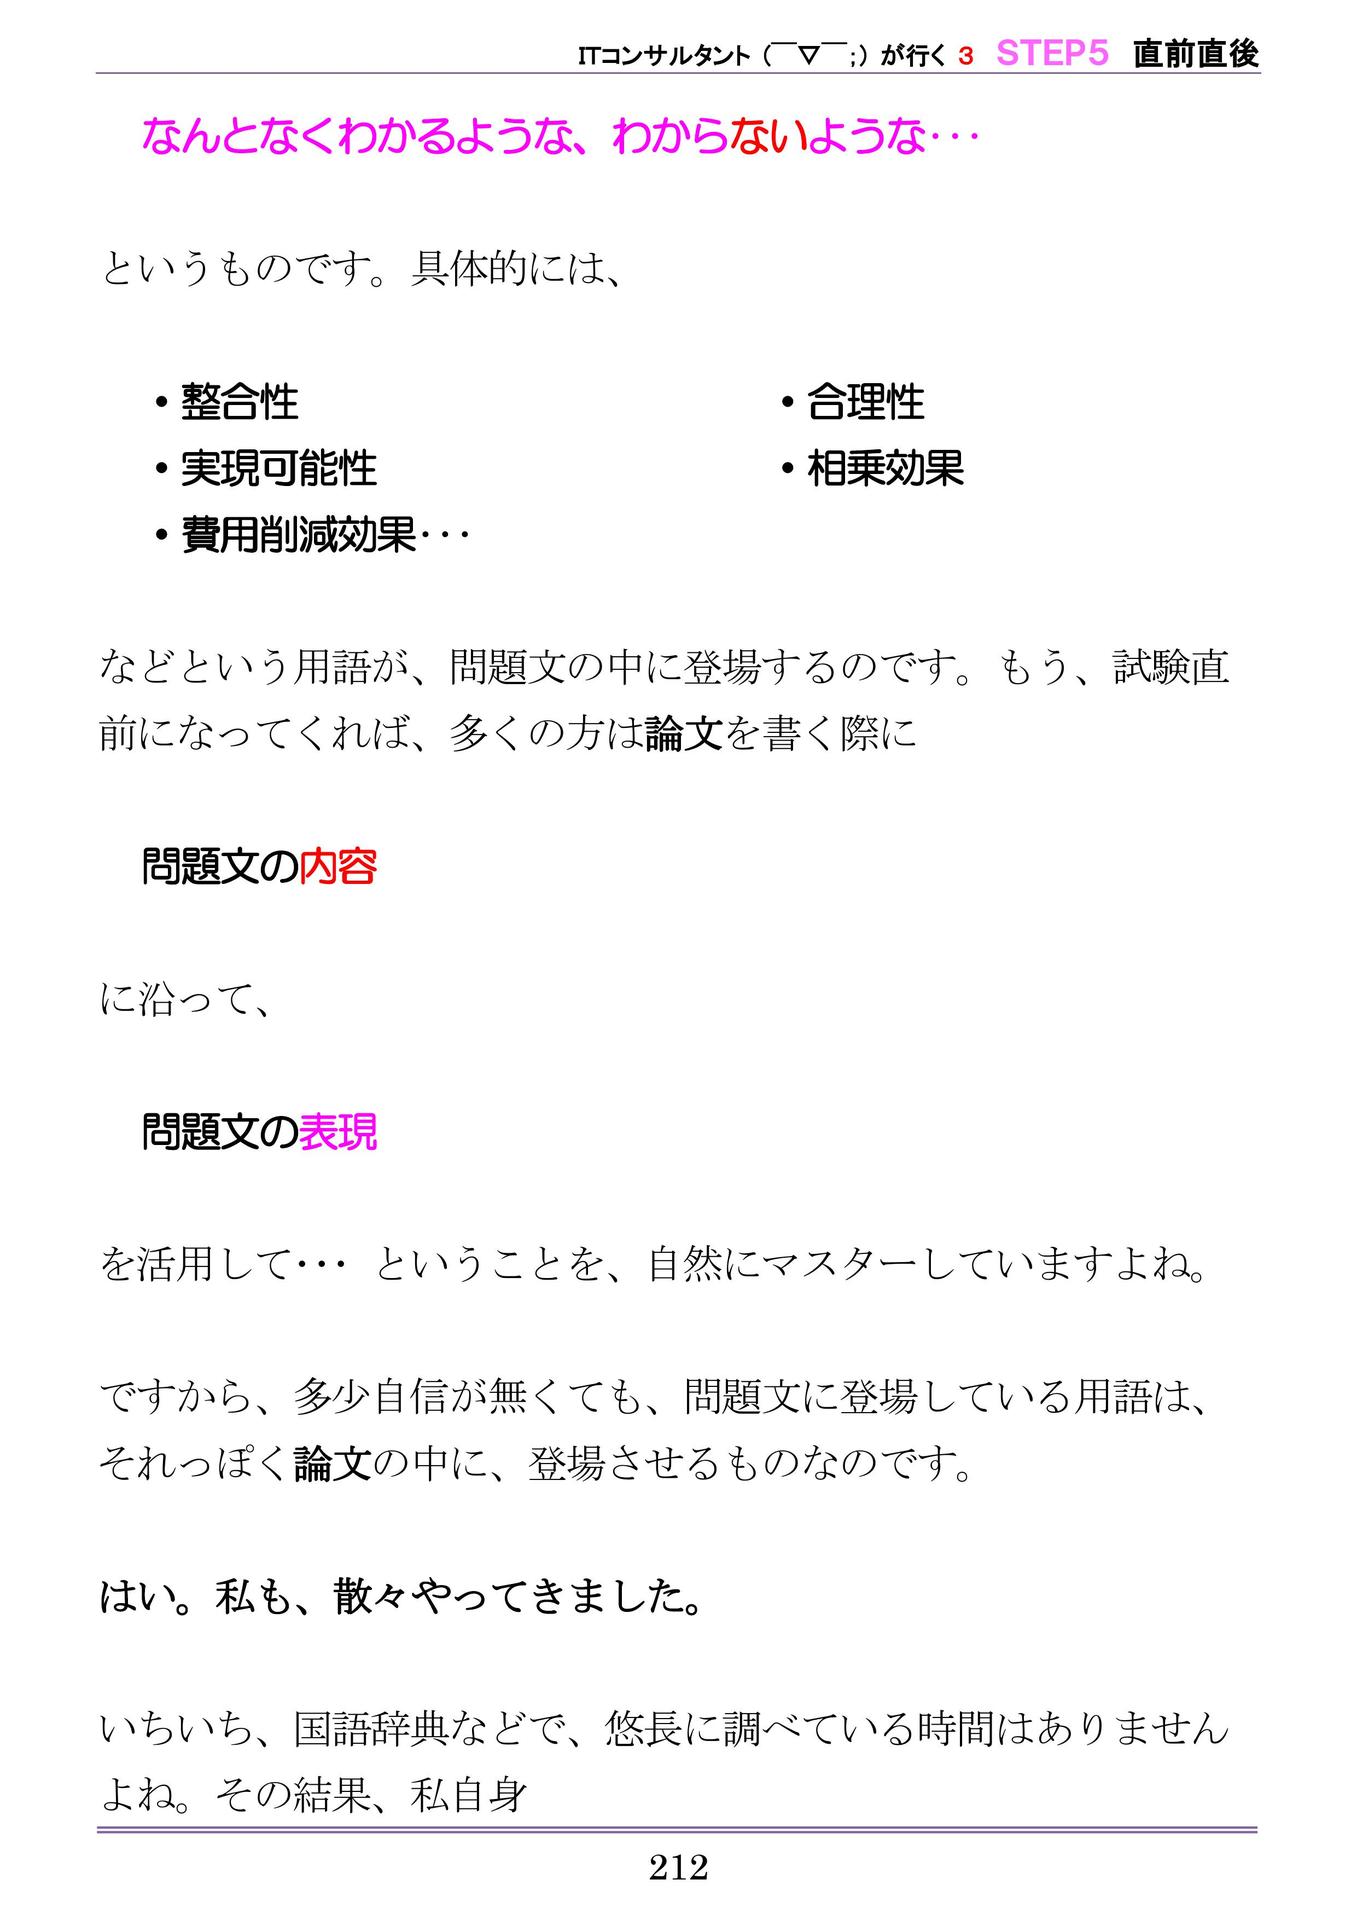 ITコンサルタント（￣▽￣；）が行く 3 STEP5 直前直後
なんとなくわかるような、わからないような･･･
というものです。具体的には、
・整合性 ・合理性
・実現可能性 ・相乗効果
・費用削減効果･･･
などという用語が、問題文の中に登場するのです。もう、試験直
前になってくれば、多くの方は論文を書く際に
問題文の内容
に沿って、
問題文の表現
を活用して･･･ ということを、自然にマスターしていますよね。
ですから、多少自信が無くても、問題文に登場している用語は、
それっぽく論文の中に、登場させるものなのです。
はい。私も、散々やってきました。
いちいち、国語辞典などで、悠長に調べている時間はありません
よね。その結果、私自身
212